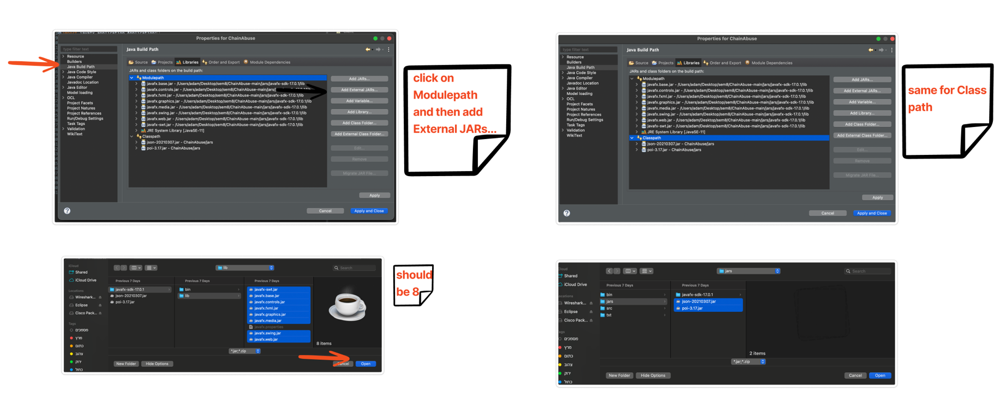 Properties for ChainAbuse
type filter text
Java Build Path
Resource
Builders
Java Build Path
Java Code Style
Java Compiler
Javadoc Location
Java Editor
Model loading
OCL
Project Facets
Project Natures
Project References
Run/Debug Settings
Task Tags
Validation
WikiText
Source
Projects
Libraries
Order and Export
Module Dependencies
JARs and class folders on the build path:
Modulepath
javafx.base.jar - /Users/adam/Desktop/sem8/ChainAbuse-main/jars/javafx-sdk-17.0.1/lib
javafx.controls.jar - /Users/adam/Desktop/sem8/ChainAbuse-main/jars/
javafx.fxml.jar - /Users/adam/Desktop/sem8/ChainAbuse-main/jars/javafx-sdk-17.0.1/lib
javafx.graphics.jar - /Users/adam/Desktop/sem8/ChainAbuse-main/jars/javafx-sdk-17.0.1/lib
javafx.media.jar - /Users/adam/Desktop/sem8/ChainAbuse-main/jars/javafx-sdk-17.0.1/lib
javafx.swing.jar - /Users/adam/Desktop/sem8/ChainAbuse-main/jars/javafx-sdk-17.0.1/lib
javafx.web.jar - /Users/adam/Desktop/sem8/ChainAbuse-main/jars/javafx-sdk-17.0.1/lib
javafx-swt.jar - /Users/adam/Desktop/sem8/ChainAbuse-main/jars/javafx-sdk-17.0.1/lib
JRE System Library [JavaSE-11]
Classpath
json-20210307.jar - ChainAbuse/jars
poi-3.17.jar - ChainAbuse/jars
Add JARs...
Add External JARs...
Add Variable...
Add Library...
Add Class Folder...
Add External Class Folder...
Edit...
Remove
Migrate JAR File...
Apply
Cancel
Apply and Close
click on
Modulepath
and then add
External JARs...
Properties for ChainAbuse
type filter text
Java Build Path
Resource
Builders
Java Build Path
Java Code Style
Java Compiler
Javadoc Location
Java Editor
Model loading
OCL
Project Facets
Project Natures
Project References
Run/Debug Settings
Task Tags
Validation
WikiText
Source
Projects
Libraries
Order and Export
Module Dependencies
JARs and class folders on the build path:
Modulepath
javafx.base.jar - /Users/adam/Desktop/sem8/ChainAbuse-main/jars/javafx-sdk-17.0.1/lib
javafx.controls.jar - /Users/adam/Desktop/sem8/ChainAbuse-main/jars/javafx-sdk-17.0.1/lib
javafx.fxml.jar - /Users/adam/Desktop/sem8/ChainAbuse-main/jars/javafx-sdk-17.0.1/lib
javafx.graphics.jar - /Users/adam/Desktop/sem8/ChainAbuse-main/jars/javafx-sdk-17.0.1/lib
javafx.media.jar - /Users/adam/Desktop/sem8/ChainAbuse-main/jars/javafx-sdk-17.0.1/lib
javafx.swing.jar - /Users/adam/Desktop/sem8/ChainAbuse-main/jars/javafx-sdk-17.0.1/lib
javafx.web.jar - /Users/adam/Desktop/sem8/ChainAbuse-main/jars/javafx-sdk-17.0.1/lib
javafx-swt.jar - /Users/adam/Desktop/sem8/ChainAbuse-main/jars/javafx-sdk-17.0.1/lib
JRE System Library [JavaSE-11]
Classpath
json-20210307.jar - ChainAbuse/jars
poi-3.17.jar - ChainAbuse/jars
Add JARs...
Add External JARs...
Add Variable...
Add Library...
Add Class Folder...
Add External Class Folder...
Edit...
Remove
Migrate JAR File...
Apply
Cancel
Apply and Close
same for Class
path
iCloud
Shared
iCloud Drive
Locations
Wireshark...
Eclipse
Cisco Pack...
Tags
מסמכים
מרץ
כתום
צהוב
ירוק
כחול
lib
Search
Previous 7 Days
javafx-sdk-17.0.1
json-20210307.jar
poi-3.17.jar
Previous 7 Days
bin
lib
Previous 7 Days
javafx-swt.jar
javafx.base.jar
javafx.controls.jar
javafx.fxml.jar
javafx.graphics.jar
javafx.media.jar
javafx.properties
javafx.swing.jar
javafx.web.jar
8 items
*.jar;*.zip
New Folder
Hide Options
Cancel
Open
should
be 8
Cloud
Shared
iCloud Drive
ocations
Wireshark...
Eclipse
Cisco Pack...
ags
מסמכים
מרץ
כתום
צהוב
ירוק
כחול
jars
Search
Previous 7 Days
bin
jars
src
txt
Previous 7 Days
javafx-sdk-17.0.1
json-20210307.jar
poi-3.17.jar
2 items
*.jar;*.zip
New Folder
Hide Options
Cancel
Open